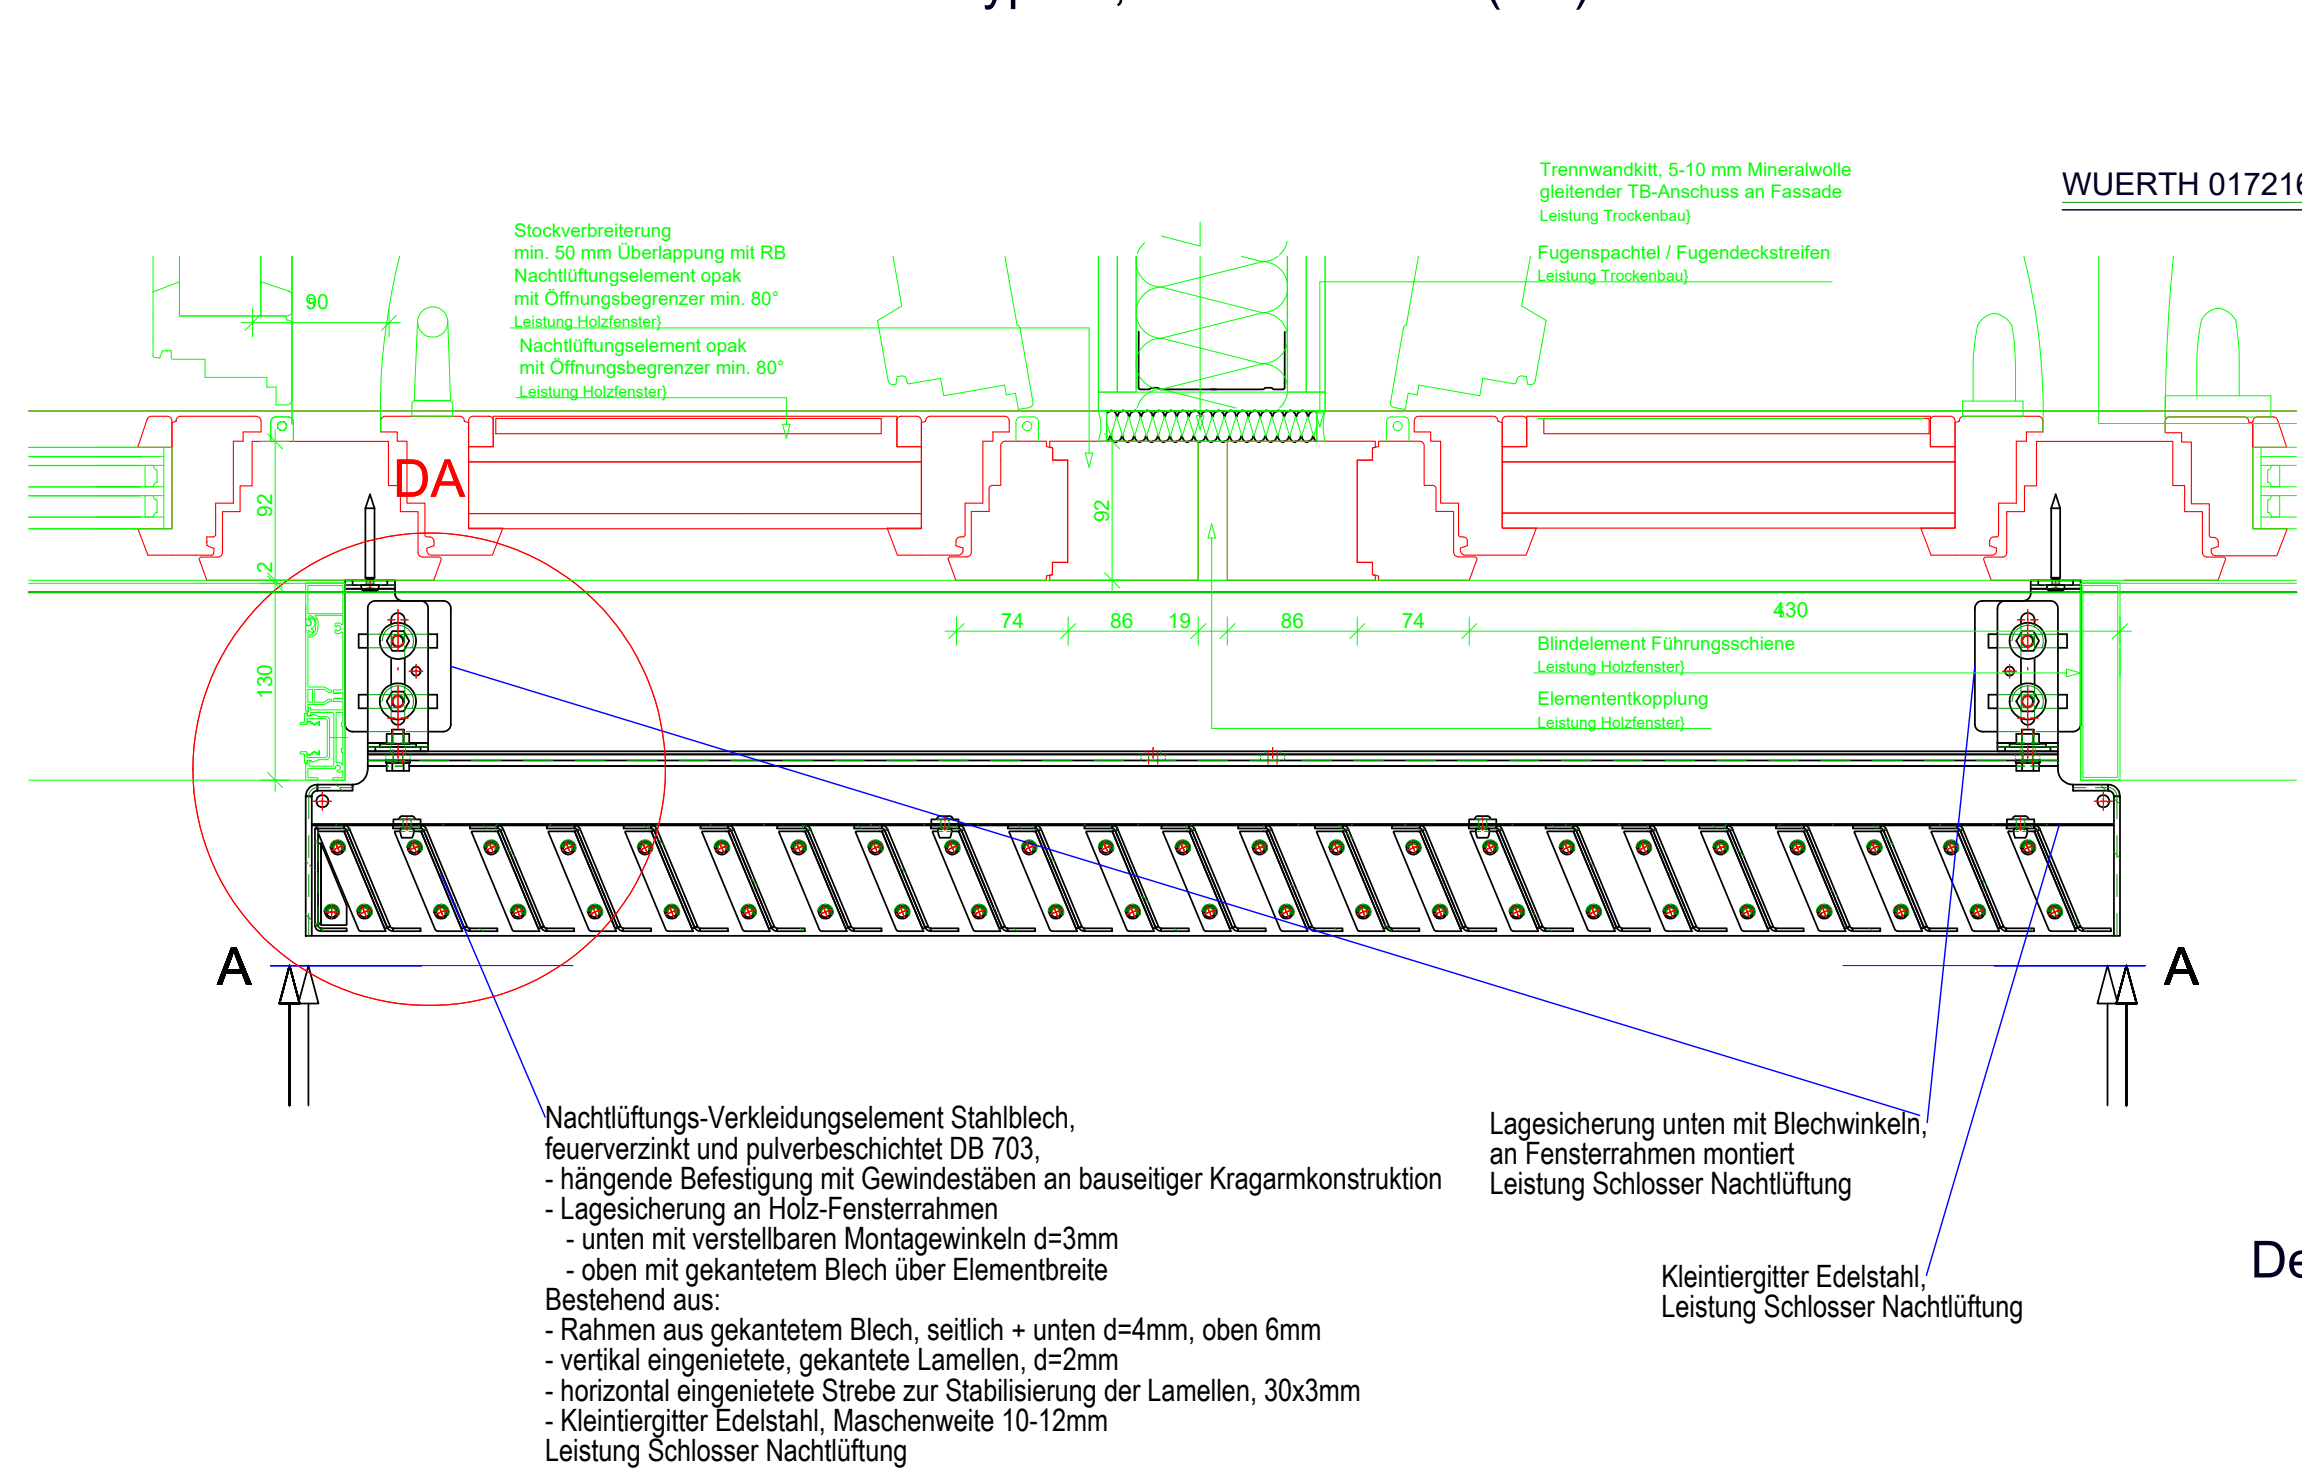 Trennwandkitt, 5-10 mm Mineralwolle
gleitender TB-Anschuss an Fassade
Leistung Trockenbau}
WUERTH 017216
Stockverbreiterung
min. 50 mm Überlappung mit RB
Nachtlüftungselement opak
mit Öffnungsbegrenzer min. 80°
Leistung Holzfenster}
Fugenspachtel / Fugendeckstreifen
Leistung Trockenbau}
90
Nachtlüftungselement opak
mit Öffnungsbegrenzer min. 80°
Leistung Holzfenster}
DA
92
92
2
74
86
19
86
74
130
Blindelement Führungsschiene
Leistung Holzfenster}
Elemententkopplung
Leistung Holzfenster}
A
A
Nachtlüftungs-Verkleidungselement Stahlblech,
feuerverzinkt und pulverbeschichtet DB 703,
- hängende Befestigung mit Gewindestäben an bauseitiger Kragarmkonstruktion
- Lagesicherung an Holz-Fensterrahmen
- unten mit verstellbaren Montagewinkeln d=3mm
- oben mit gekantetem Blech über Elementbreite
Bestehend aus:
- Rahmen aus gekantetem Blech, seitlich + unten d=4mm, oben 6mm
- vertikal eingenietete, gekantete Lamellen, d=2mm
- horizontal eingenietete Strebe zur Stabilisierung der Lamellen, 30x3mm
- Kleintiergitter Edelstahl, Maschenweite 10-12mm
Leistung Schlosser Nachtlüftung
Lagesicherung unten mit Blechwinkeln,
an Fensterrahmen montiert
Leistung Schlosser Nachtlüftung
Kleintiergitter Edelstahl,
Leistung Schlosser Nachtlüftung
De